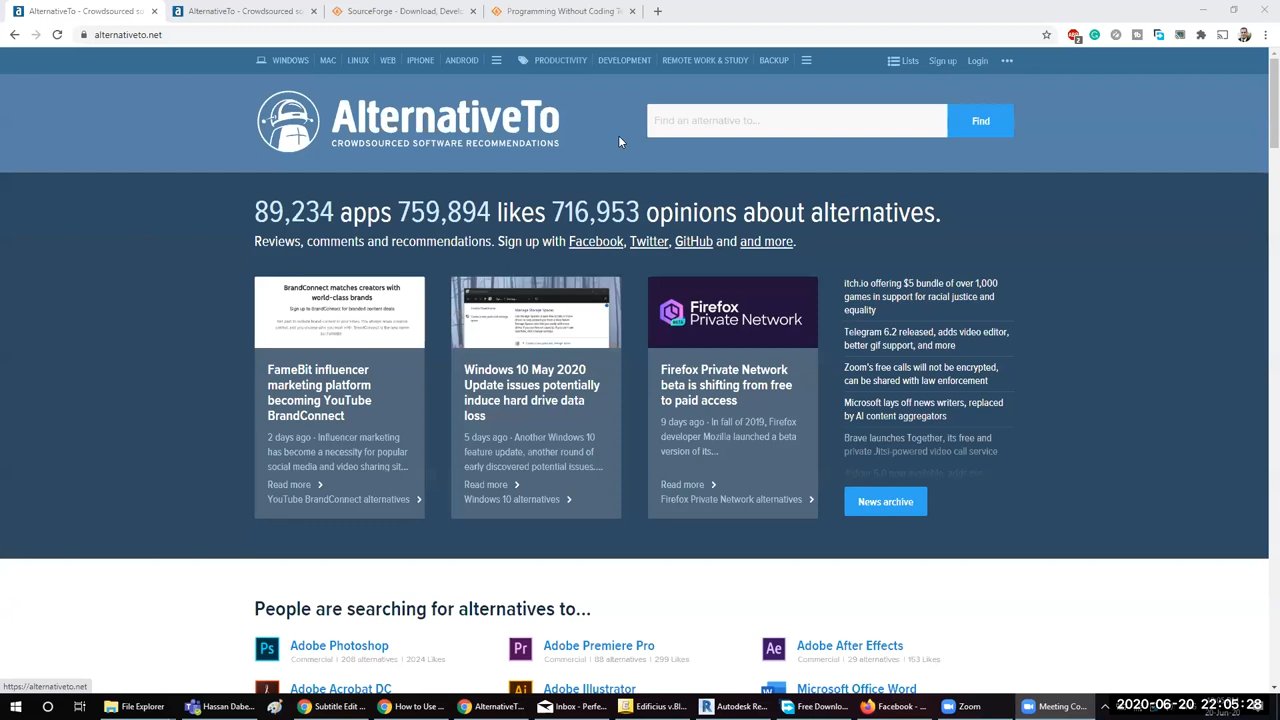 AlternativeTo - Crowdsourced so
AlternativeTo - Crowdsourced sof
SourceForge - Download, Develo
Programming Without Coding Te
alternativeto.net
WINDOWS MAC LINUX WEB IPHONE ANDROID PRODUCTIVITY DEVELOPMENT REMOTE WORK & STUDY BACKUP Lists Sign up Login
AlternativeTo
CROWDSOURCED SOFTWARE RECOMMENDATIONS
Find an alternative to...
Find
89,234 apps 759,894 likes 716,953 opinions about alternatives.
Reviews, comments and recommendations. Sign up with Facebook, Twitter, GitHub and and more.
BrandConnect matches creators with
world-class brands
FameBit influencer
marketing platform
becoming YouTube
BrandConnect
2 days ago - Influencer marketing
has become a necessity for popular
social media and video sharing sit...
Read more
YouTube BrandConnect alternatives
Windows 10 May 2020
Update issues potentially
induce hard drive data
loss
5 days ago - Another Windows 10
feature update, another round of
early discovered potential issues....
Read more
Windows 10 alternatives
Firefox
Private Network
BETA
Firefox Private Network
beta is shifting from free
to paid access
9 days ago - In fall of 2019, Firefox
developer Mozilla launched a beta
version of its...
Read more
Firefox Private Network alternatives
itch.io offering $5 bundle of over 1,000
games in support for racial justice and
equality
Telegram 6.2 released, adds video editor,
better gif support, and more
Zoom's free calls will not be encrypted,
can be shared with law enforcement
Microsoft lays off news writers, replaced
by AI content aggregators
Brave launches Together, its free and
private Jitsi-powered video call service
News archive
People are searching for alternatives to...
Ps Adobe Photoshop
Commercial | 208 alternatives | 2024 Likes
Pr Adobe Premiere Pro
Commercial | 88 alternatives | 299 Likes
Ae Adobe After Effects
Commercial | 29 alternatives | 153 Likes
Adobe Acrobat DC
Ai Adobe Illustrator
Microsoft Office Word
https://alternativeto.net
File Explorer
Hassan Dabe...
Subtitle Edit ...
How to Use ...
AlternativeT...
Inbox - Perfe...
Edificius v.Bl...
Autodesk Re...
Free Downlo...
Facebook - ...
Zoom
Meeting Co...
2020-06-20 22:05:28